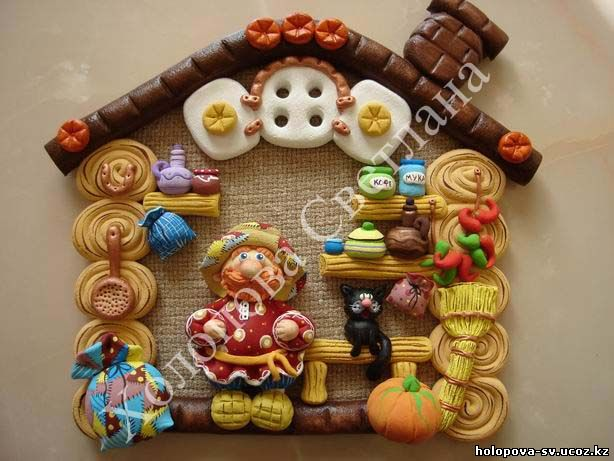 КОФЕ
МУКА
Холопова Светлана
holopova-sv.ucoz.kz